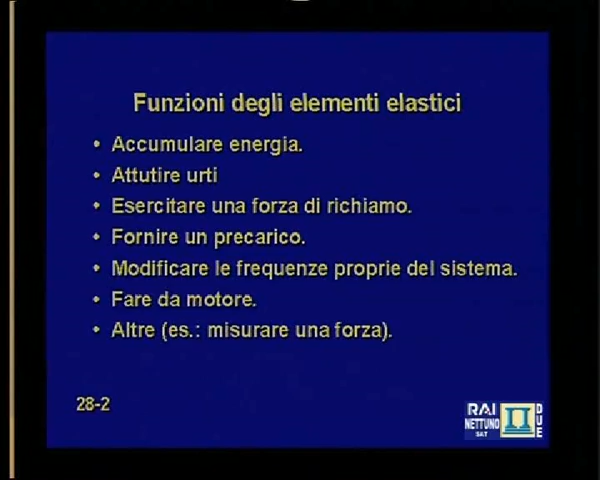 Funzioni degli elementi elastici
• Accumulare energia.
• Attutire urti
• Esercitare una forza di richiamo.
• Fornire un precarico.
• Modificare le frequenze proprie del sistema.
• Fare da motore.
• Altre (es.: misurare una forza).
28-2
RAI
NETTUNO
SAT
DUE